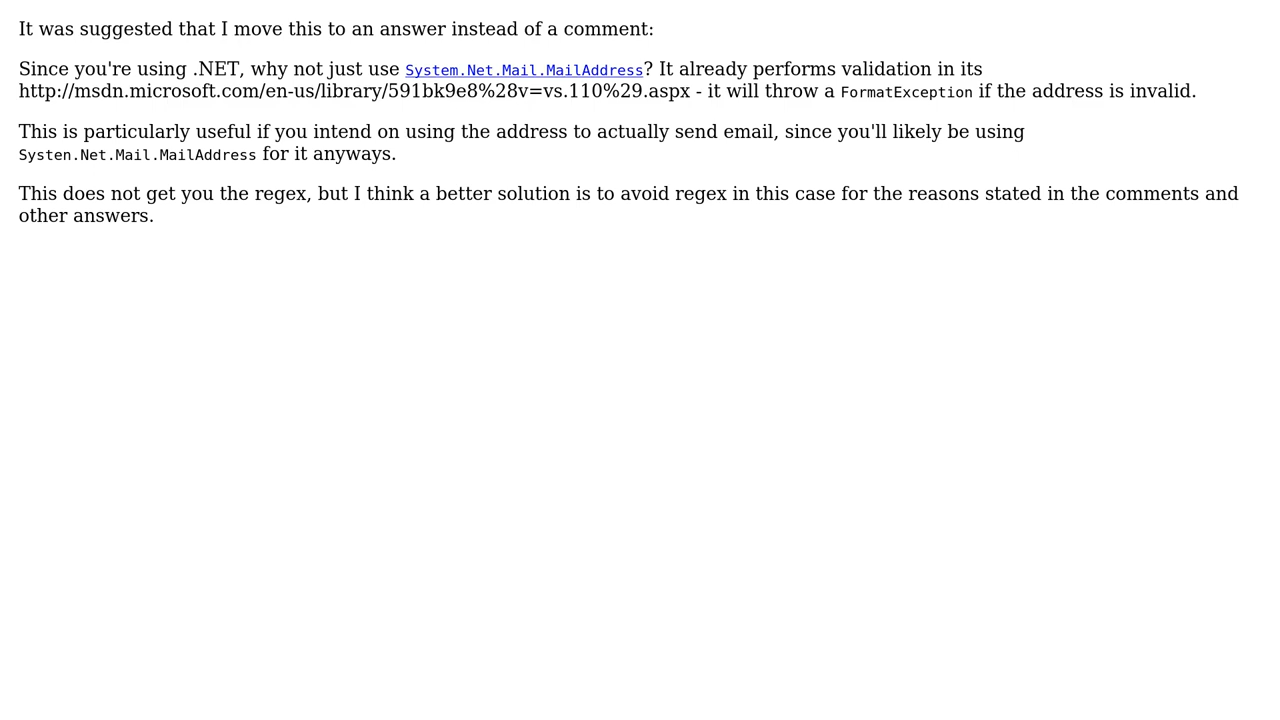 It was suggested that I move this to an answer instead of a comment:
Since you're using .NET, why not just use System.Net.Mail.MailAddress? It already performs validation in its
http://msdn.microsoft.com/en-us/library/591bk9e8%28v=vs.110%29.aspx - it will throw a FormatException if the address is invalid.
This is particularly useful if you intend on using the address to actually send email, since you'll likely be using
Systen.Net.Mail.MailAddress for it anyways.
This does not get you the regex, but I think a better solution is to avoid regex in this case for the reasons stated in the comments and
other answers.